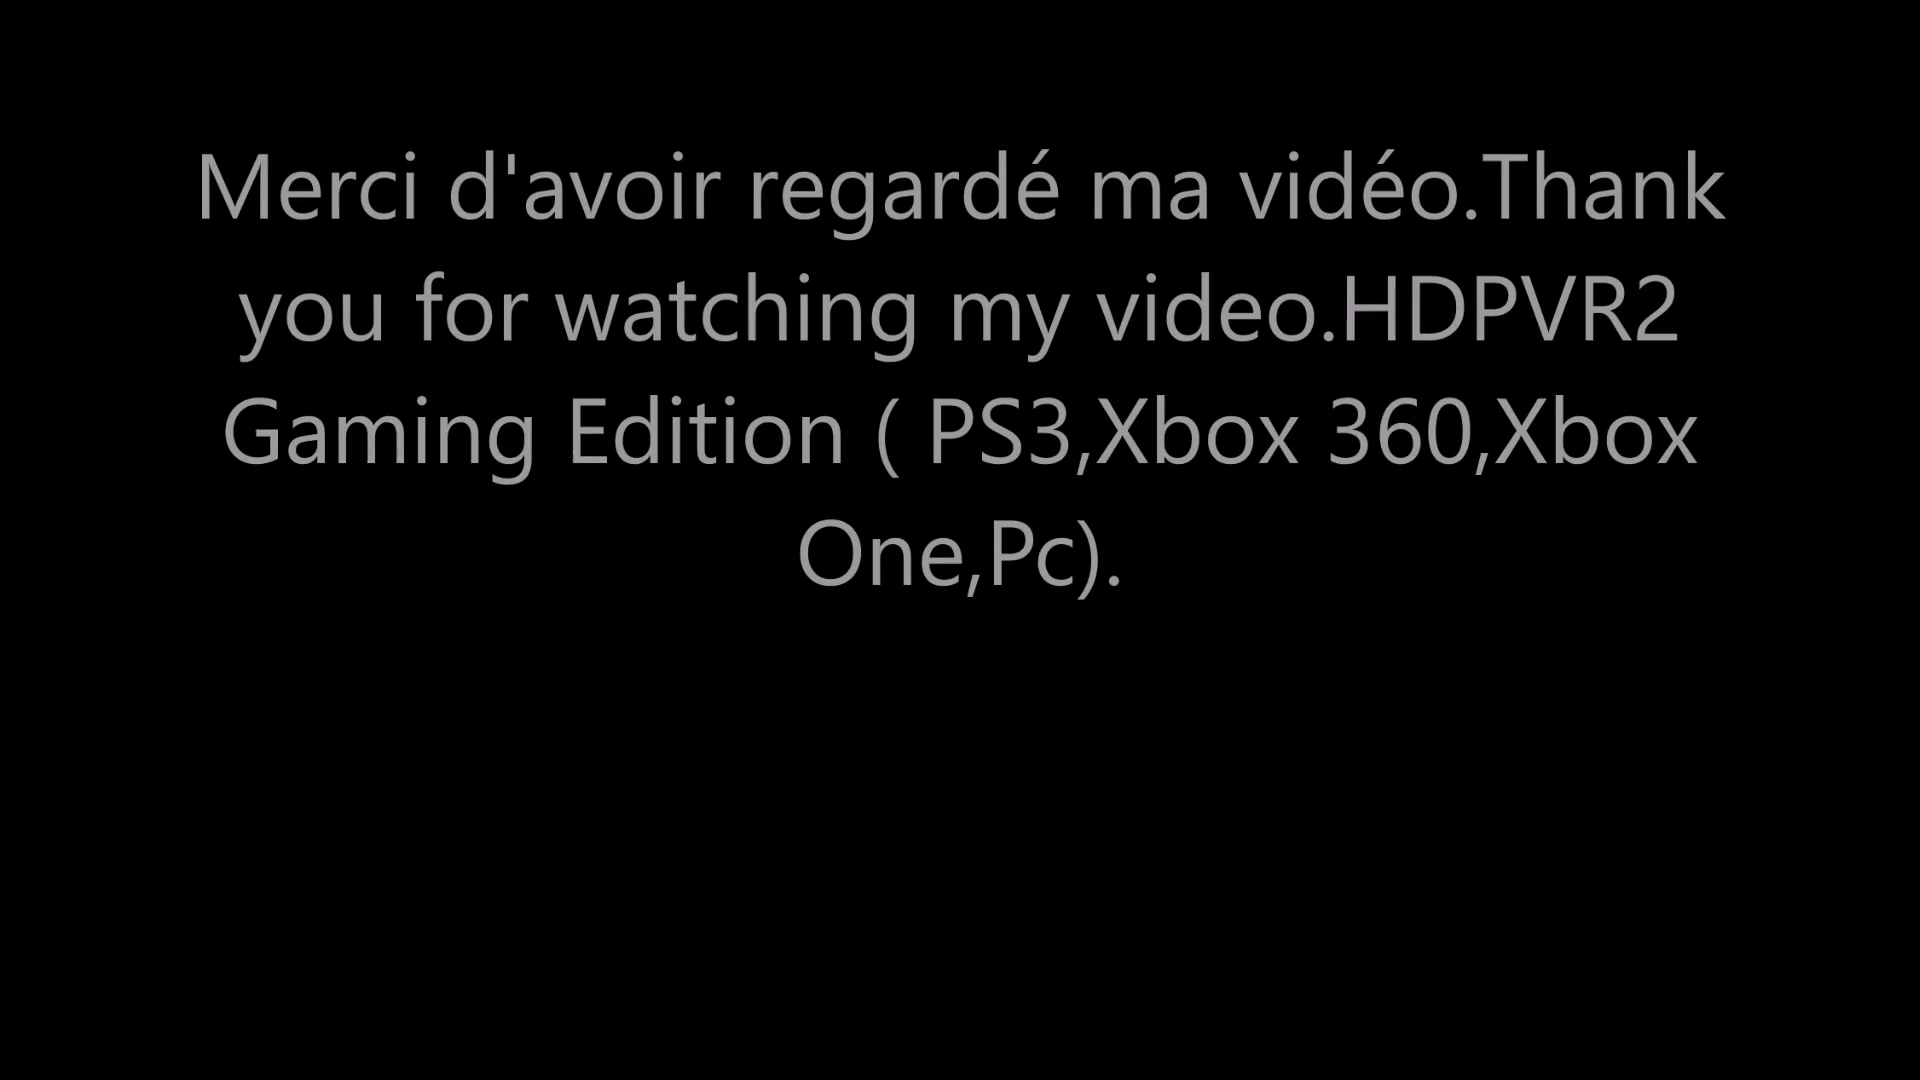 Merci d'avoir regardé ma vidéo.Thank
you for watching my video.HDPVR2
Gaming Edition ( PS3,Xbox 360,Xbox
One,Pc).